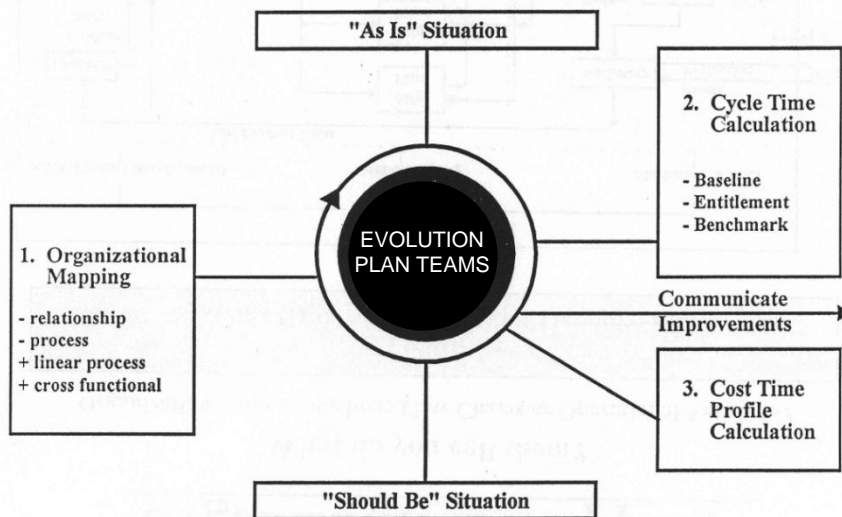 "As Is" Situation
2. Cycle Time
Calculation
- Baseline
- Entitlement
- Benchmark
EVOLUTION
PLAN TEAMS
1. Organizational
Mapping
- relationship
- process
+ linear process
+ cross functional
Communicate
Improvements
3. Cost Time
Profile
Calculation
"Should Be" Situation